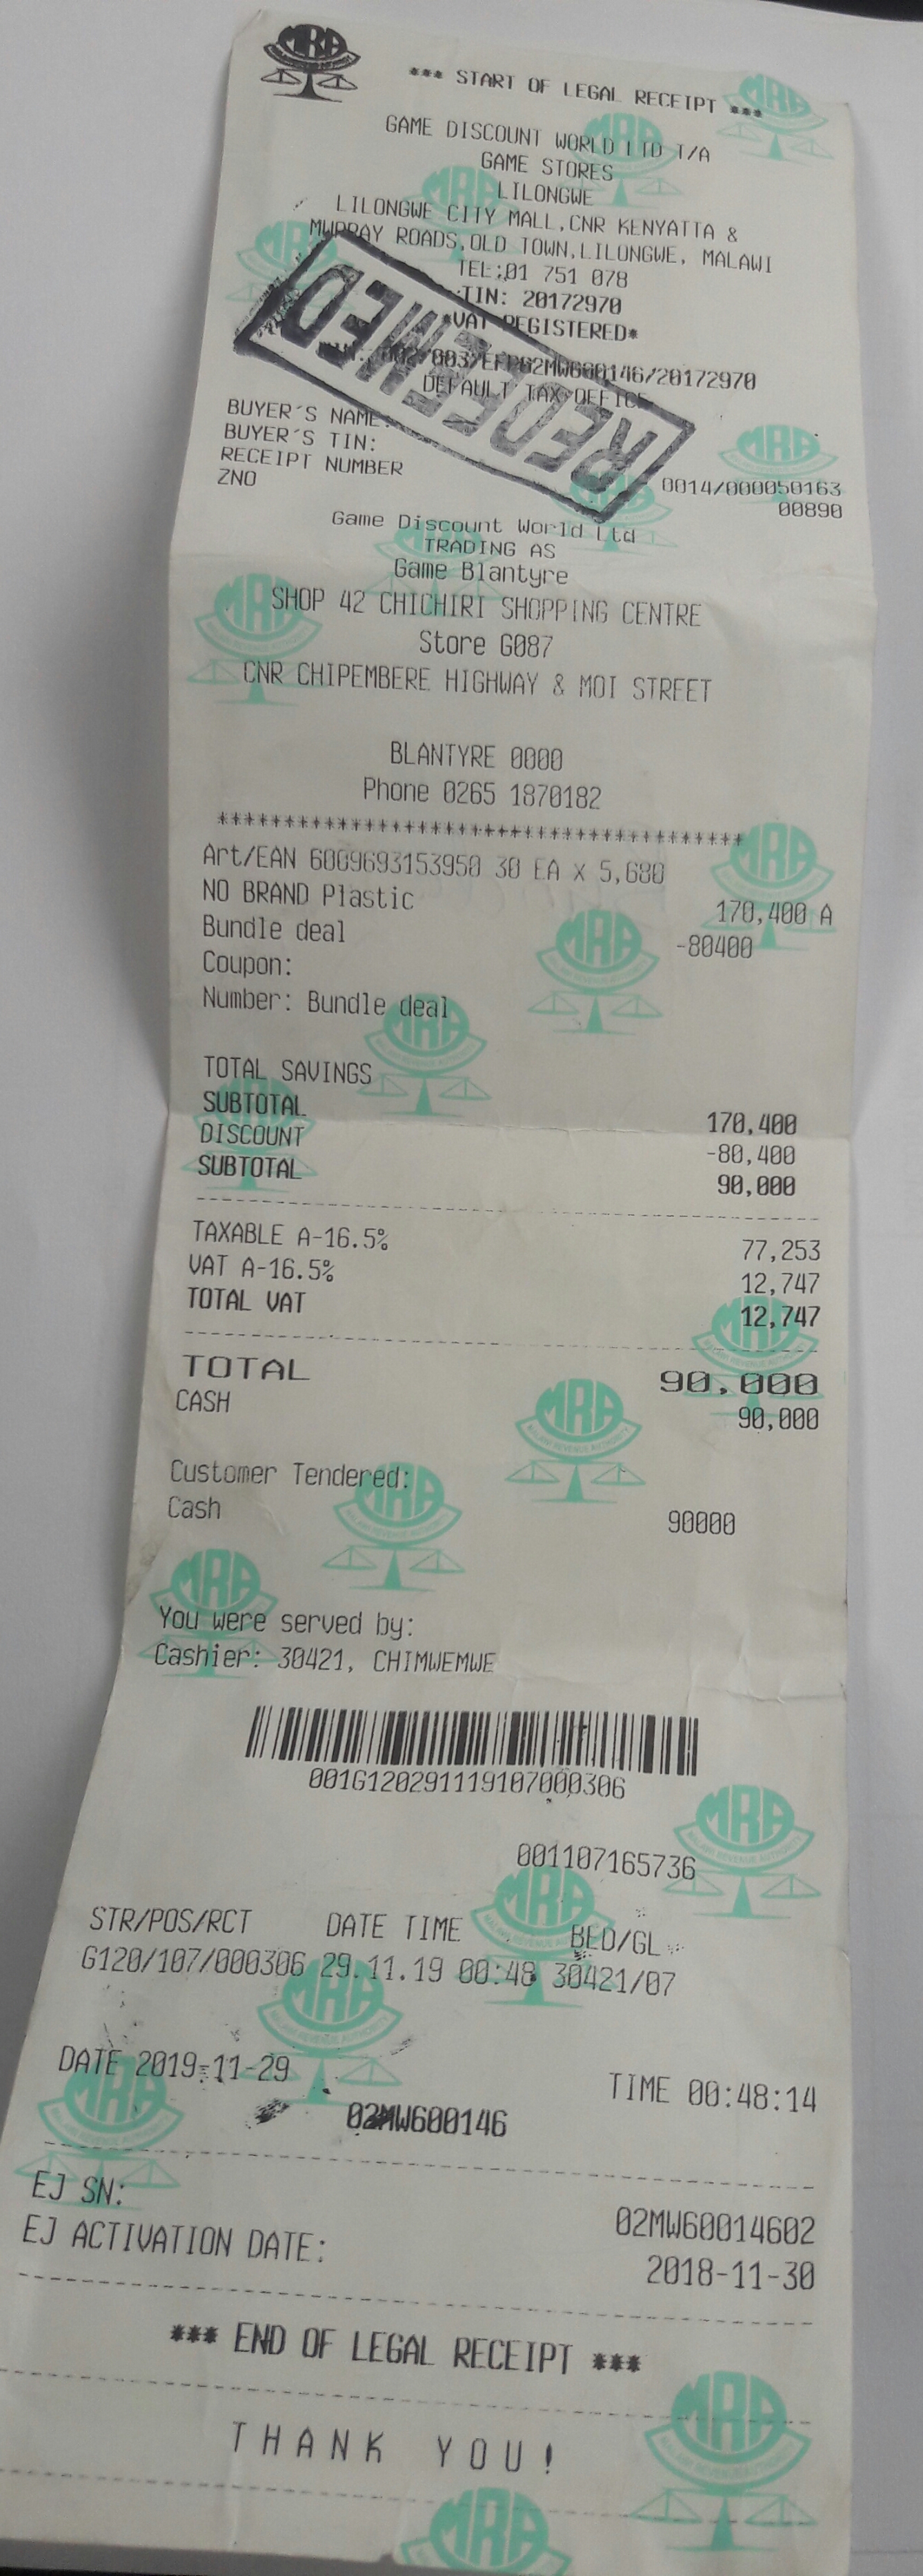 MRA
*** START OF LEGAL RECEIPT ***
GAME DISCOUNT WORLD LTD T/A
GAME STORES
LILONGWE
LILONGWE CITY MALL,CNR KENYATTA &
MURRAY ROADS,OLD TOWN,LILONGWE, MALAWI
TEL:01 751 078
TIN: 20172970
*VAT REGISTERED*
REDEEMED
DEFAULT TAX OFFICE
BUYER'S NAME:
BUYER'S TIN:
RECEIPT NUMBER 0014/000050163
ZNO 00890
Game Discount World Ltd
TRADING AS
Game Blantyre
SHOP 42 CHICHIRI SHOPPING CENTRE
Store G087
CNR CHIPEMBERE HIGHWAY & MOI STREET
BLANTYRE 0000
Phone 0265 1870182
****************************************
Art/EAN 6009693153950 30 EA X 5,680
NO BRAND Plastic 170,400 A
Bundle deal -80400
Coupon:
Number: Bundle deal
TOTAL SAVINGS
SUBTOTAL 170,400
DISCOUNT -80,400
SUBTOTAL 90,000
TAXABLE A-16.5% 77,253
VAT A-16.5% 12,747
TOTAL VAT 12,747
TOTAL 90,000
CASH 90,000
Customer Tendered:
Cash 90000
You were served by:
Cashier: 30421, CHIMWEMWE
001G120291119107000306
001107165736
STR/POS/RCT DATE TIME BED/GL
G120/107/000306 29.11.19 00:48 30421/07
DATE 2019-11-29 TIME 00:48:14
02MW600146
EJ SN: 02MW60014602
EJ ACTIVATION DATE: 2018-11-30
*** END OF LEGAL RECEIPT ***
THANK YOU!